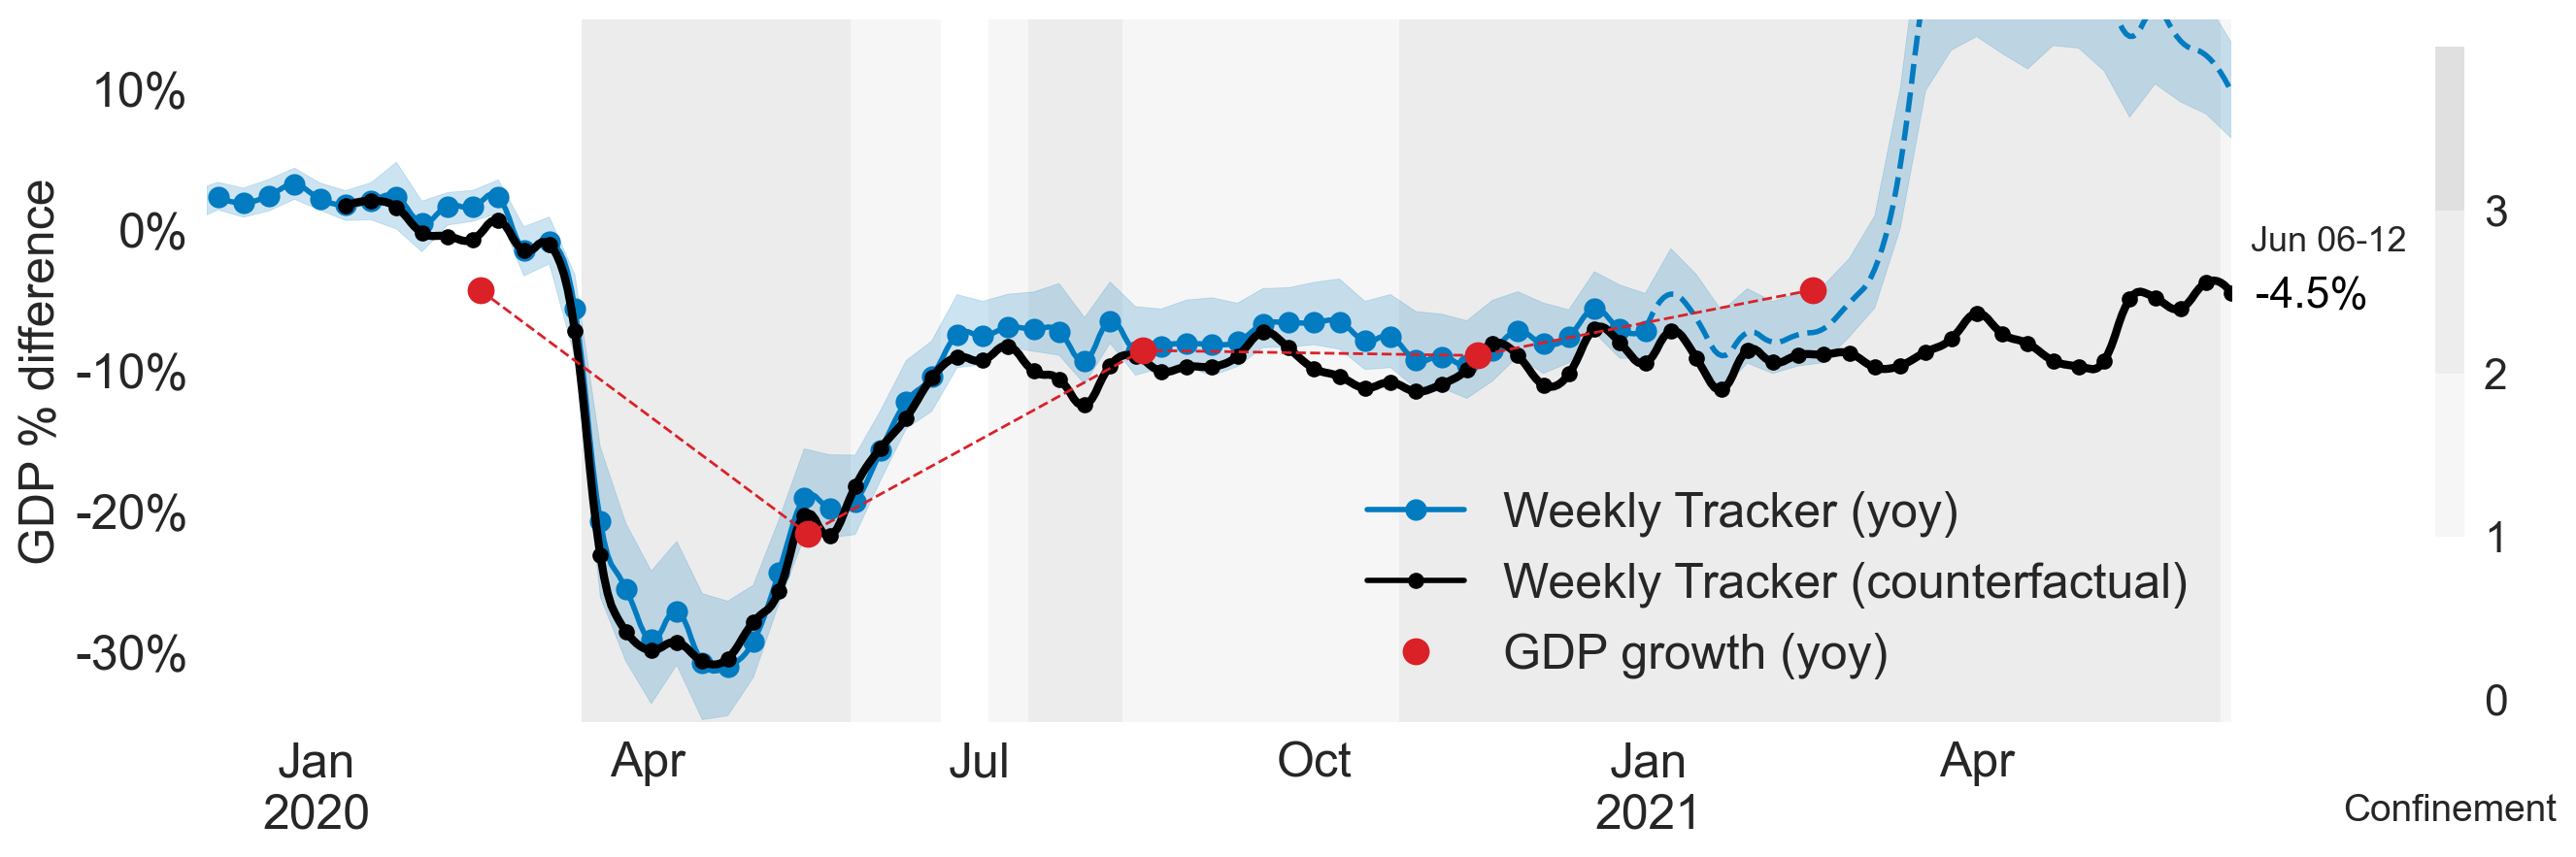 GDP % difference
10%
0%
-10%
-20%
-30%
Jan
2020
Apr
Jul
Oct
Jan
2021
Apr
Weekly Tracker (yoy)
Weekly Tracker (counterfactual)
GDP growth (yoy)
Jun 06-12
-4.5%
3
2
1
0
Confinement